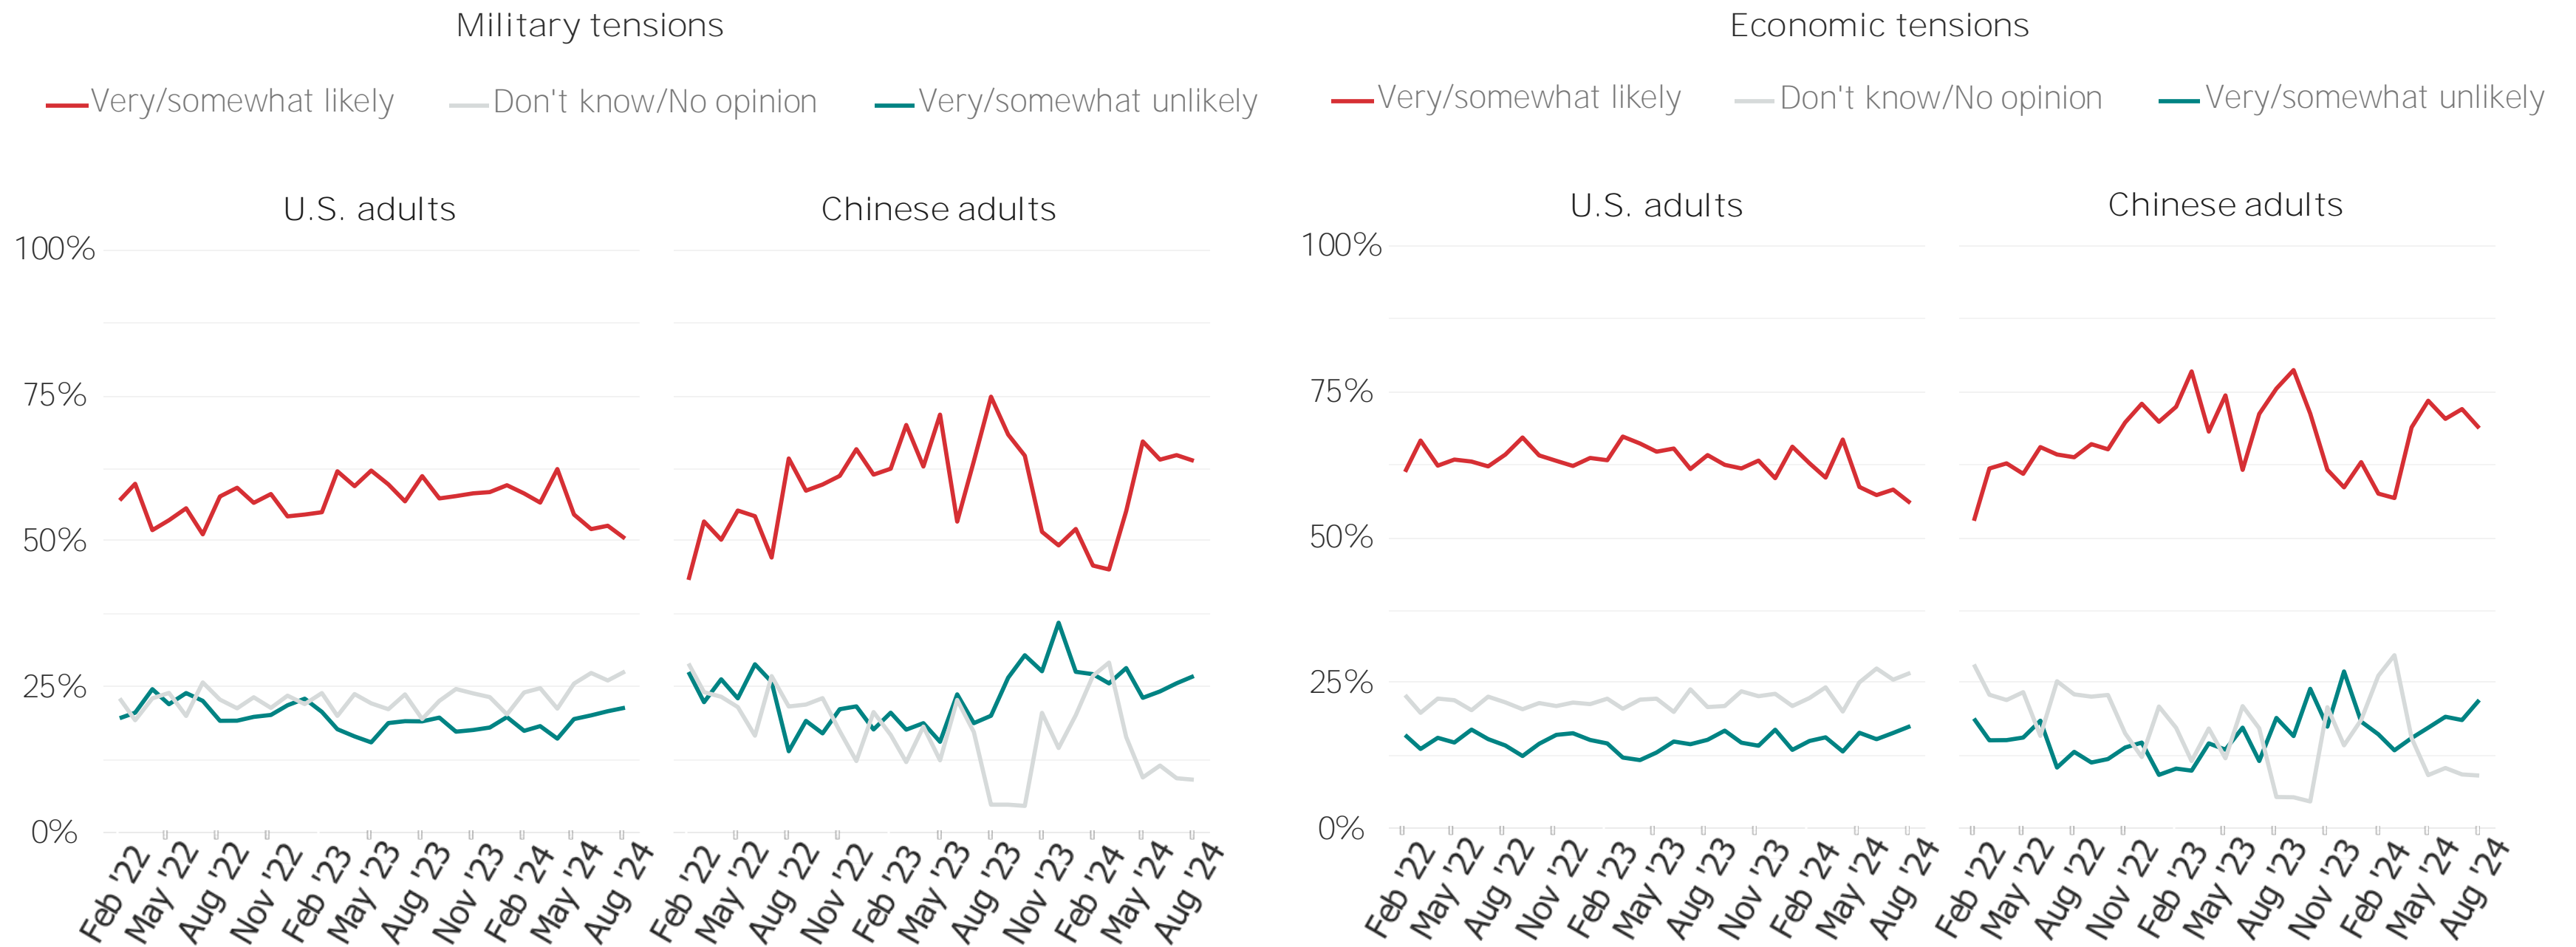 Military tensions
Very/somewhat likely Don't know/No opinion Very/somewhat unlikely
U.S. adults Chinese adults
100%
75%
50%
25%
0%
Feb '22 May '22 Aug '22 Nov '22 Feb '23 May '23 Aug '23 Nov '23 Feb '24 May '24 Aug '24
Feb '22 May '22 Aug '22 Nov '22 Feb '23 May '23 Aug '23 Nov '23 Feb '24 May '24 Aug '24
Economic tensions
Very/somewhat likely Don't know/No opinion Very/somewhat unlikely
U.S. adults Chinese adults
100%
75%
50%
25%
0%
Feb '22 May '22 Aug '22 Nov '22 Feb '23 May '23 Aug '23 Nov '23 Feb '24 May '24 Aug '24
Feb '22 May '22 Aug '22 Nov '22 Feb '23 May '23 Aug '23 Nov '23 Feb '24 May '24 Aug '24